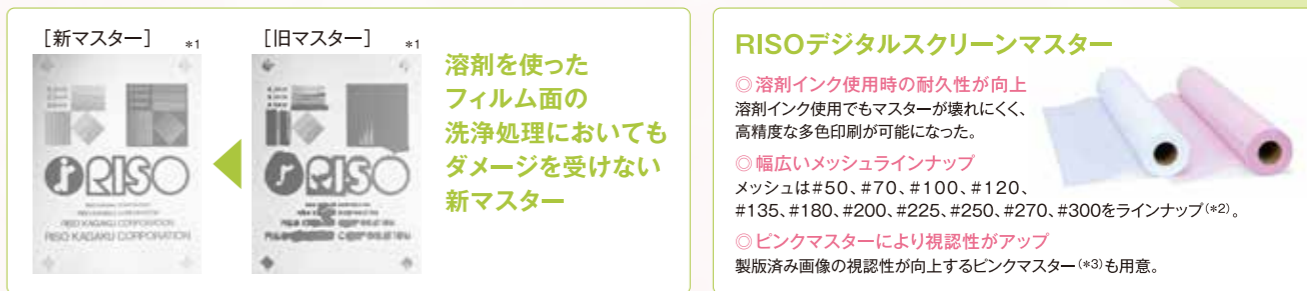 [新マスター] *1
[旧マスター] *1
RISO
RISO KAGAKU CORPORATION
RISO KAGAKU CORPORATION
RISO
溶剤を使った
フィルム面の
洗浄処理においても
ダメージを受けない
新マスター
RISOデジタルスクリーンマスター
◎溶剤インク使用時の耐久性が向上
溶剤インク使用でもマスターが壊れにくく、
高精度な多色印刷が可能になった。
◎幅広いメッシュラインナップ
メッシュは#50、#70、#100、#120、
#135、#180、#200、#225、#250、#270、#300をラインナップ(*2)。
◎ピンクマスターにより視認性がアップ
製版済み画像の視認性が向上するピンクマスター(*3)も用意。